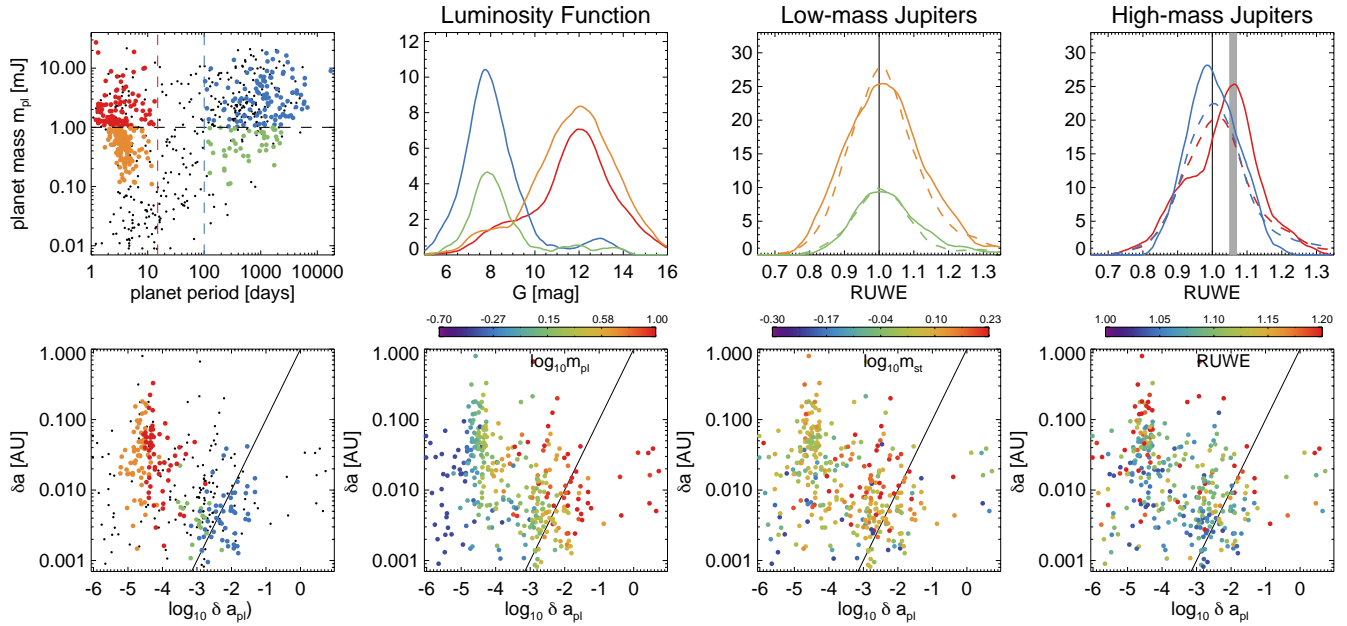 Luminosity Function
Low-mass Jupiters
High-mass Jupiters
planet mass m_pl [mJ]
10.00
1.00
0.10
0.01
1 10 100 1000 10000
planet period [days]
12
10
8
6
4
2
0
6 8 10 12 14 16
G [mag]
30
25
20
15
10
5
0
0.7 0.8 0.9 1.0 1.1 1.2 1.3
RUWE
30
25
20
15
10
5
0
0.7 0.8 0.9 1.0 1.1 1.2 1.3
RUWE
-0.70 -0.27 0.15 0.58 1.00
-0.30 -0.17 -0.04 0.10 0.23
1.00 1.05 1.10 1.15 1.20
δa [AU]
1.000
0.100
0.010
0.001
-6 -5 -4 -3 -2 -1 0
log10 δ a_pl)
log10 m_pl
δa [AU]
1.000
0.100
0.010
0.001
-6 -5 -4 -3 -2 -1 0
log10 δ a_pl
log10 m_st
δa [AU]
1.000
0.100
0.010
0.001
-6 -5 -4 -3 -2 -1 0
log10 δ a_pl
RUWE
δa [AU]
1.000
0.100
0.010
0.001
-6 -5 -4 -3 -2 -1 0
log10 δ a_pl